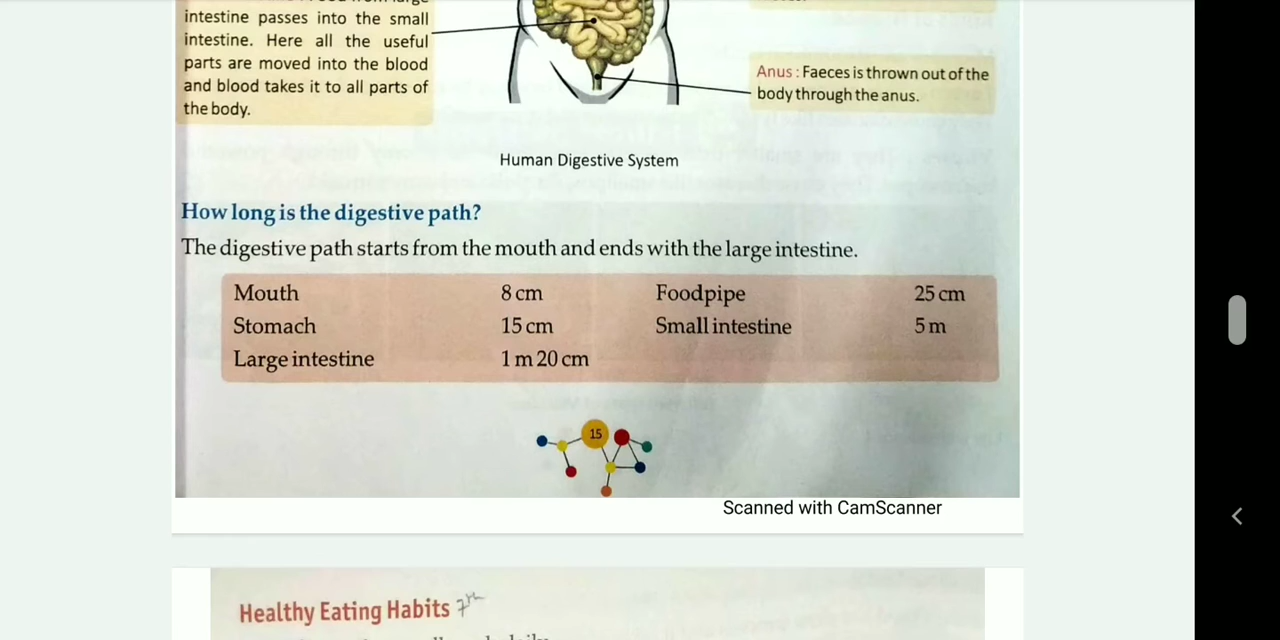 intestine passes into the small
intestine. Here all the useful
parts are moved into the blood
and blood takes it to all parts of
the body.
Anus : Faeces is thrown out of the
body through the anus.
Human Digestive System
How long is the digestive path?
The digestive path starts from the mouth and ends with the large intestine.
Mouth 8 cm Foodpipe 25 cm
Stomach 15 cm Small intestine 5 m
Large intestine 1 m 20 cm
15
Scanned with CamScanner
Healthy Eating Habits 7th